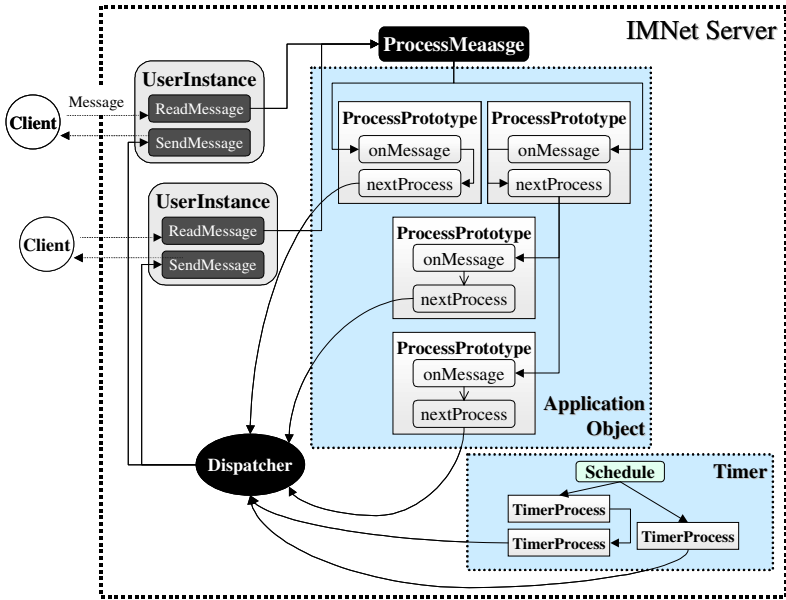 IMNet Server
ProcessMeaasge
UserInstance
Message
ReadMessage
Client
SendMessage
ProcessPrototype
onMessage
nextProcess
ProcessPrototype
onMessage
nextProcess
UserInstance
ReadMessage
Client
SendMessage
ProcessPrototype
onMessage
nextProcess
ProcessPrototype
onMessage
nextProcess
Application
Object
Dispatcher
Schedule
Timer
TimerProcess
TimerProcess
TimerProcess